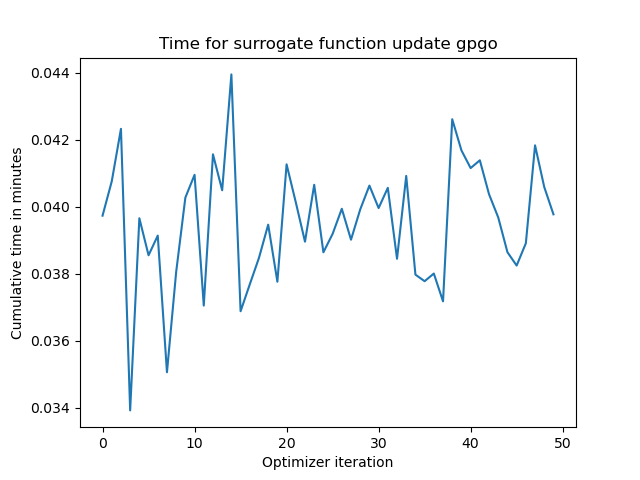 Time for surrogate function update gpgo
0.044
0.042
0.040
0.038
0.036
0.034
Cumulative time in minutes
0 10 20 30 40 50
Optimizer iteration